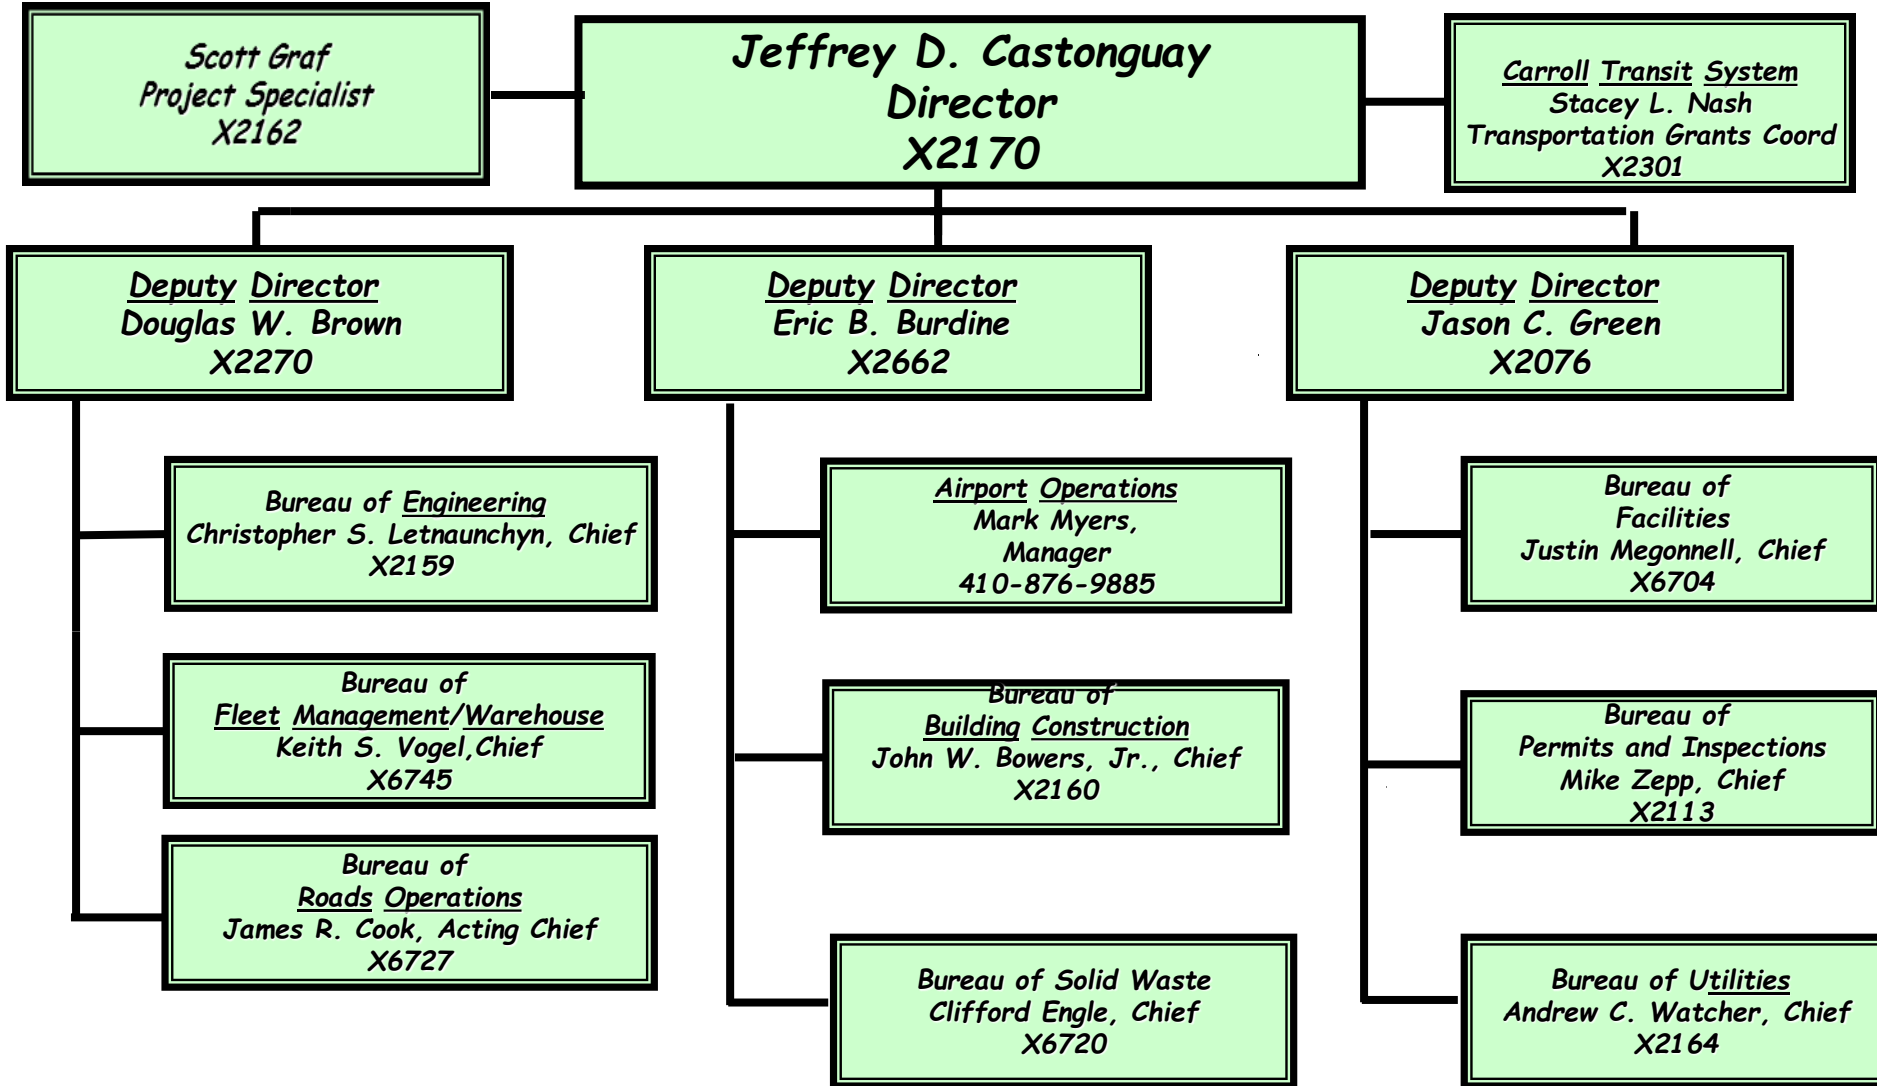 Scott Graf
Project Specialist
X2162
Jeffrey D. Castonguay
Director
X2170
Carroll Transit System
Stacey L. Nash
Transportation Grants Coord
X2301
Deputy Director
Douglas W. Brown
X2270
Deputy Director
Eric B. Burdine
X2662
Deputy Director
Jason C. Green
X2076
Bureau of Engineering
Christopher S. Letnaunchyn, Chief
X2159
Bureau of
Fleet Management/Warehouse
Keith S. Vogel,Chief
X6745
Bureau of
Roads Operations
James R. Cook, Acting Chief
X6727
Airport Operations
Mark Myers,
Manager
410-876-9885
Bureau of
Building Construction
John W. Bowers, Jr., Chief
X2160
Bureau of Solid Waste
Clifford Engle, Chief
X6720
Bureau of
Facilities
Justin Megonnell, Chief
X6704
Bureau of
Permits and Inspections
Mike Zepp, Chief
X2113
Bureau of Utilities
Andrew C. Watcher, Chief
X2164